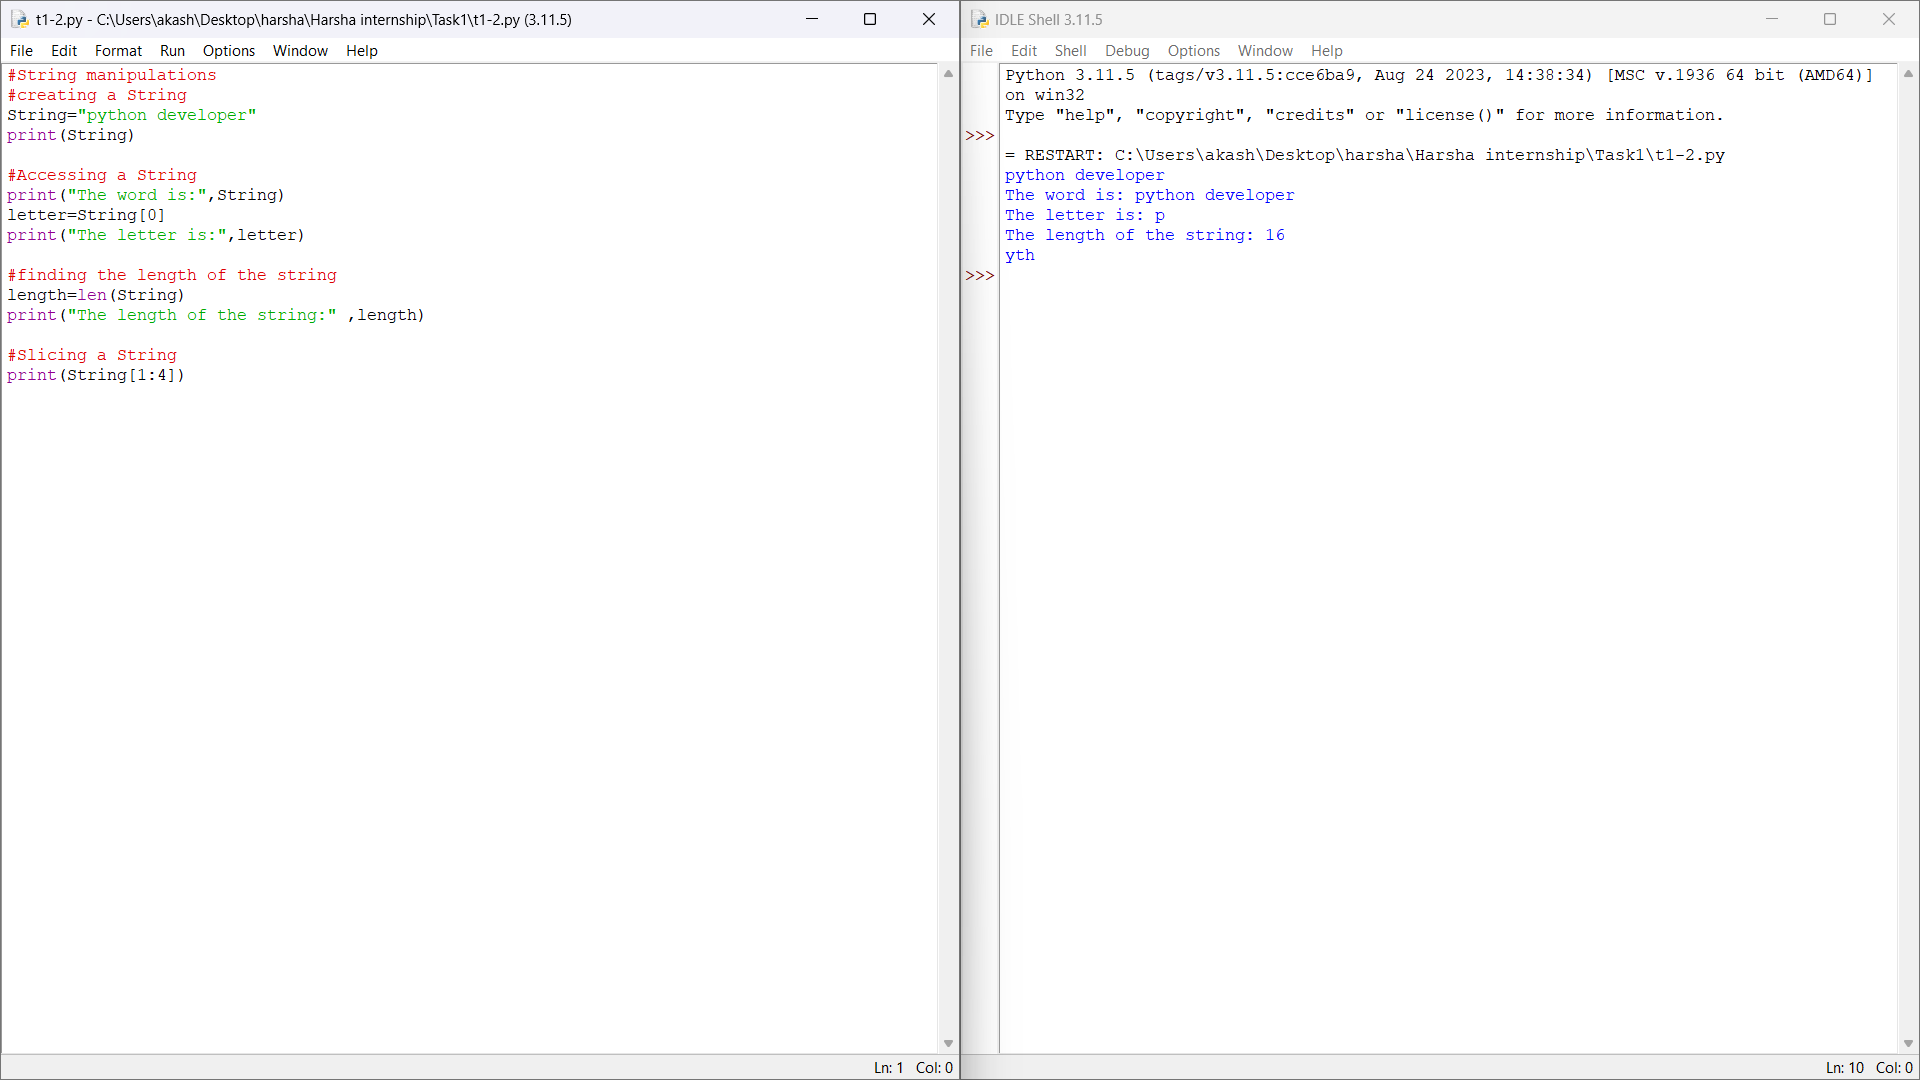 t1-2.py - C:\Users\akash\Desktop\harsha\Harsha internship\Task1\t1-2.py (3.11.5)
File Edit Format Run Options Window Help
#String manipulations
#creating a String
String="python developer"
print(String)
#Accessing a String
print("The word is:",String)
letter=String[0]
print("The letter is:",letter)
#finding the length of the string
length=len(String)
print("The length of the string:" ,length)
#Slicing a String
print(String[1:4])
Ln: 1 Col: 0
IDLE Shell 3.11.5
File Edit Shell Debug Options Window Help
Python 3.11.5 (tags/v3.11.5:cce6ba9, Aug 24 2023, 14:38:34) [MSC v.1936 64 bit (AMD64)]
on win32
Type "help", "copyright", "credits" or "license()" for more information.
>>>
= RESTART: C:\Users\akash\Desktop\harsha\Harsha internship\Task1\t1-2.py
python developer
The word is: python developer
The letter is: p
The length of the string: 16
yth
>>>
Ln: 10 Col: 0